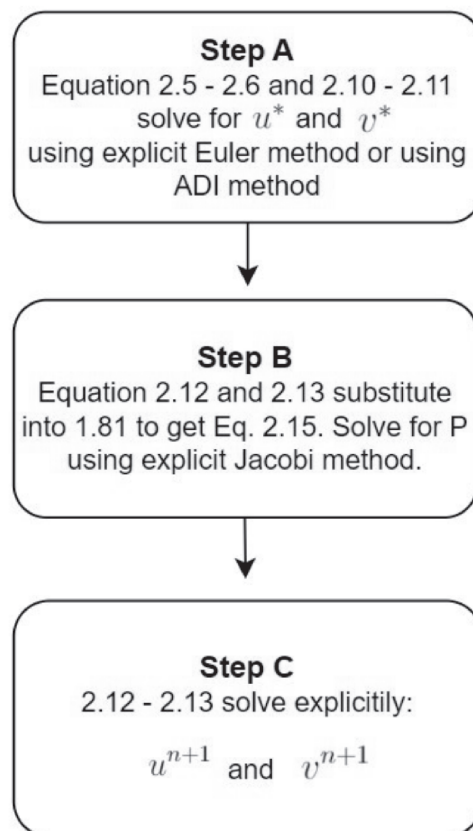 Step A
Equation 2.5 - 2.6 and 2.10 - 2.11
solve for u* and v*
using explicit Euler method or using
ADI method
Step B
Equation 2.12 and 2.13 substitute
into 1.81 to get Eq. 2.15. Solve for P
using explicit Jacobi method.
Step C
2.12 - 2.13 solve explicitily:
u^{n+1} and v^{n+1}